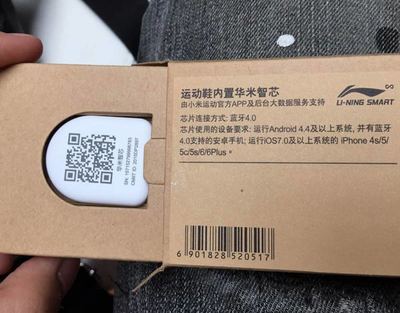 运动鞋内置华米智芯
由小米运动官方APP及后台大数据服务支持
LI-NING SMART
芯片连接方式: 蓝牙4.0
芯片使用的设备要求: 运行Android 4.4及以上系统, 并有蓝牙
4.0支持的安卓手机; 运行iOS7.0及以上系统的 iPhone 4s/5/
5c/5s/6/6Plus。
6 901828 520517
华米智芯